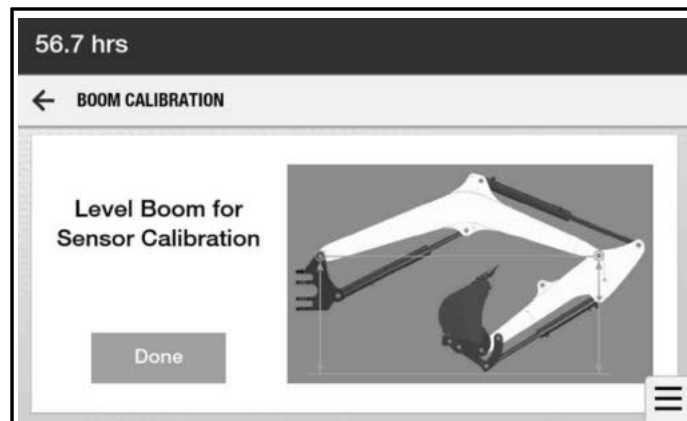 56.7 hrs
BOOM CALIBRATION
Level Boom for
Sensor Calibration
Done